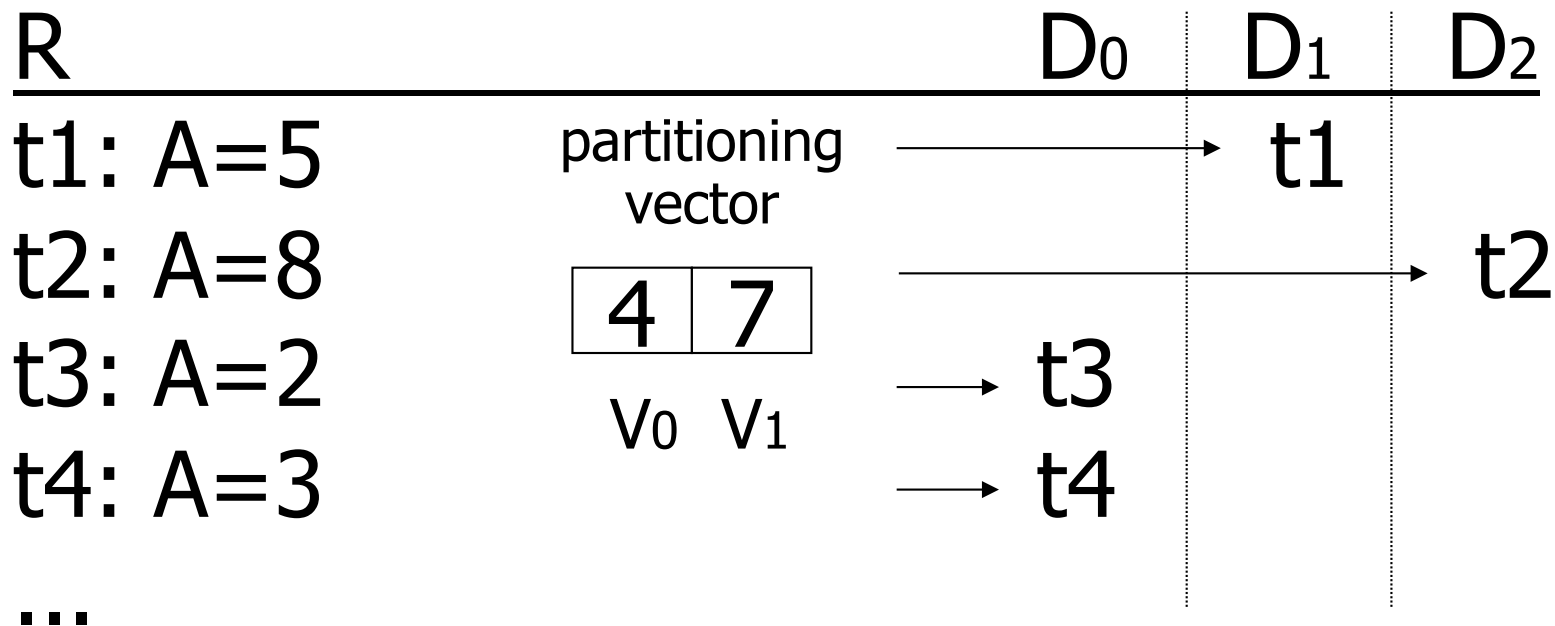 R D0 D1 D2
t1: A=5 partitioning t1
vector
t2: A=8 t2
4 7
t3: A=2 t3
V0 V1
t4: A=3 t4
...